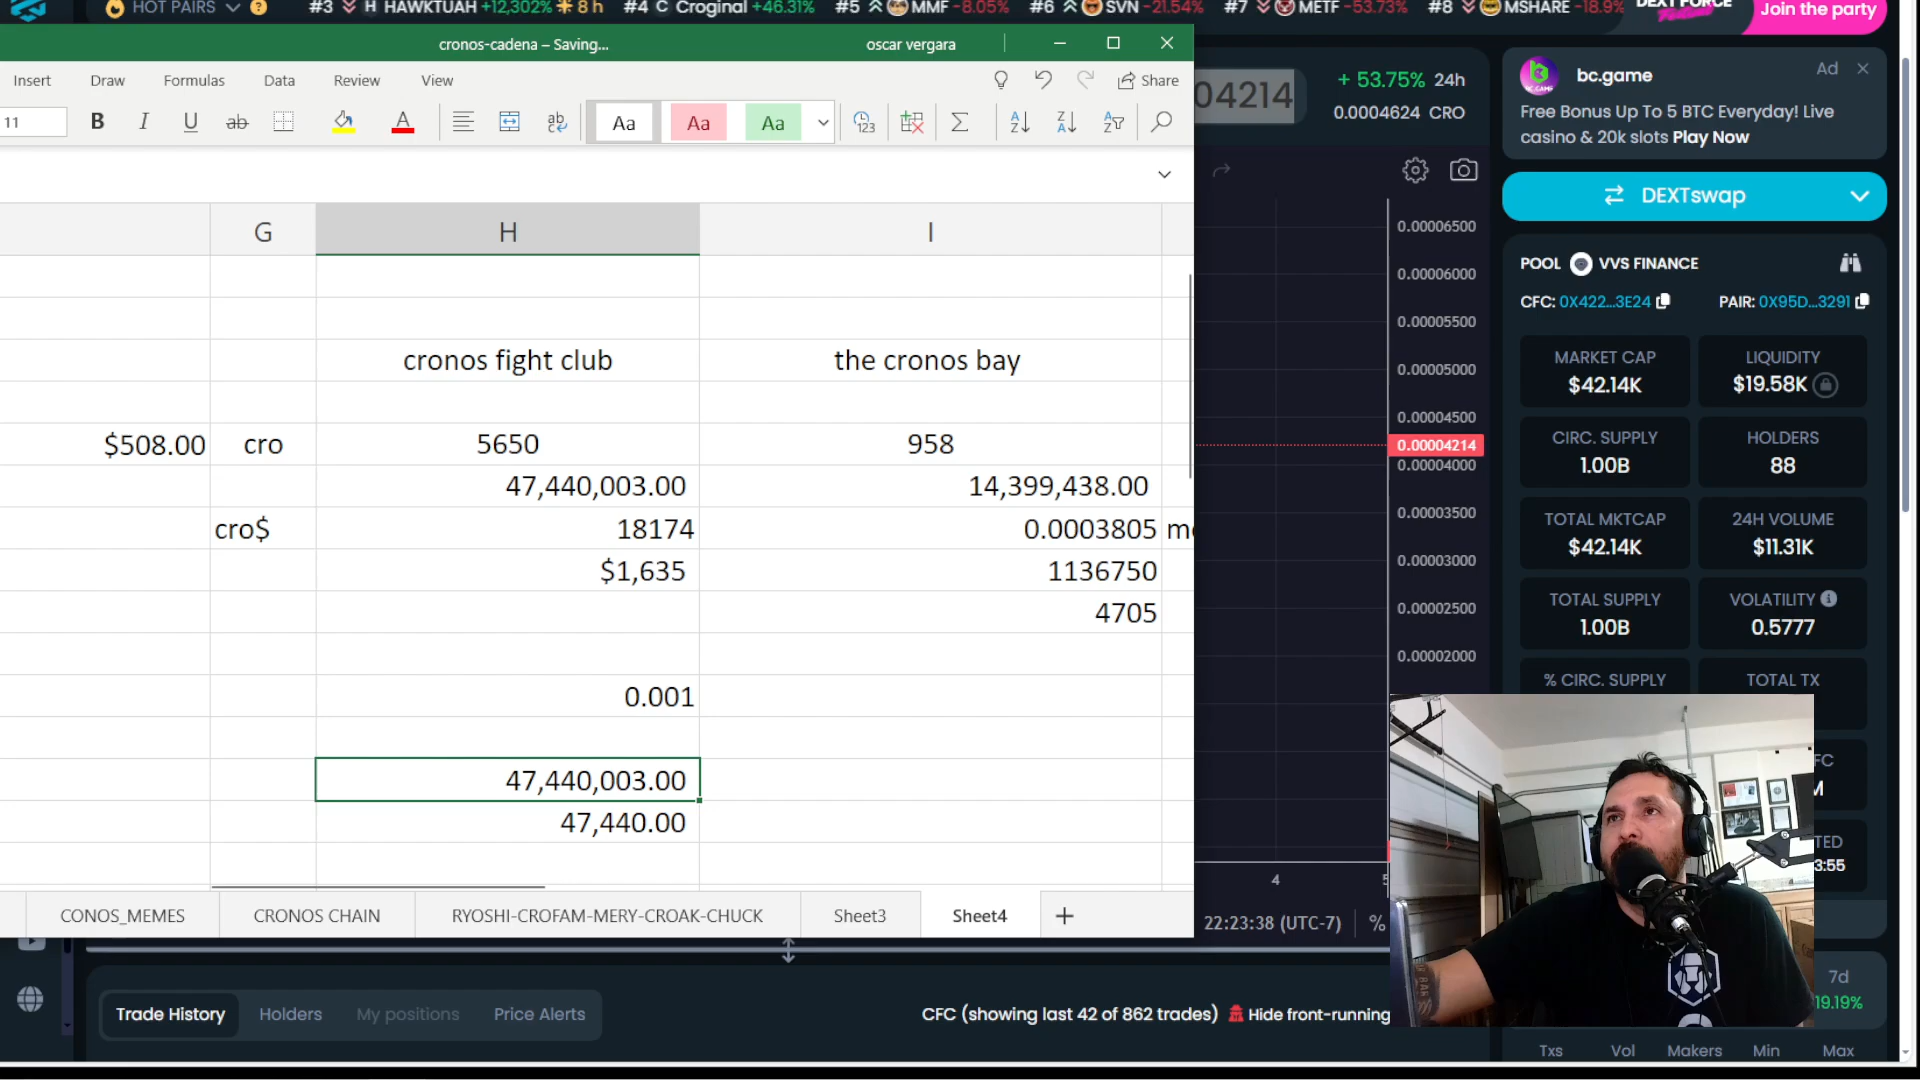 HOT PAIRS ? #3 H HAWKTUAH +12,302% 8 h #4 C Croginal +46.31% #5 MMF -8.05% #6 SVN -21.54% #7 METF -53.73% #8 MSHARE -18.9%
Join the party
cronos-cadena – Saving...
oscar vergara
Insert Draw Formulas Data Review View
Share
11 B I U ab A ab Aa Aa Aa 123 Σ
G H I
cronos fight club the cronos bay
$508.00 cro 5650 958
47,440,003.00 14,399,438.00
cro$ 18174 0.0003805
$1,635 1136750
4705
0.001
47,440,003.00
47,440.00
CONOS_MEMES CRONOS CHAIN RYOSHI-CROFAM-MERY-CROAK-CHUCK Sheet3 Sheet4 +
04214
+ 53.75% 24h
0.0004624 CRO
0.00006500
0.00006000
0.00005500
0.00005000
0.00004500
0.00004214
0.00004000
0.00003500
0.00003000
0.00002500
0.00002000
4
22:23:38 (UTC-7) %
bc.game Ad
Free Bonus Up To 5 BTC Everyday! Live
casino & 20k slots Play Now
DEXTswap
POOL VVS FINANCE
CFC: 0X422...3E24 PAIR: 0X95D...3291
MARKET CAP LIQUIDITY
$42.14K $19.58K
CIRC. SUPPLY HOLDERS
1.00B 88
TOTAL MKTCAP 24H VOLUME
$42.14K $11.31K
TOTAL SUPPLY VOLATILITY
1.00B 0.5777
% CIRC. SUPPLY TOTAL TX
3:55
7d
19.19%
Trade History Holders My positions Price Alerts
CFC (showing last 42 of 862 trades) Hide front-running
Txs Vol Makers Min Max